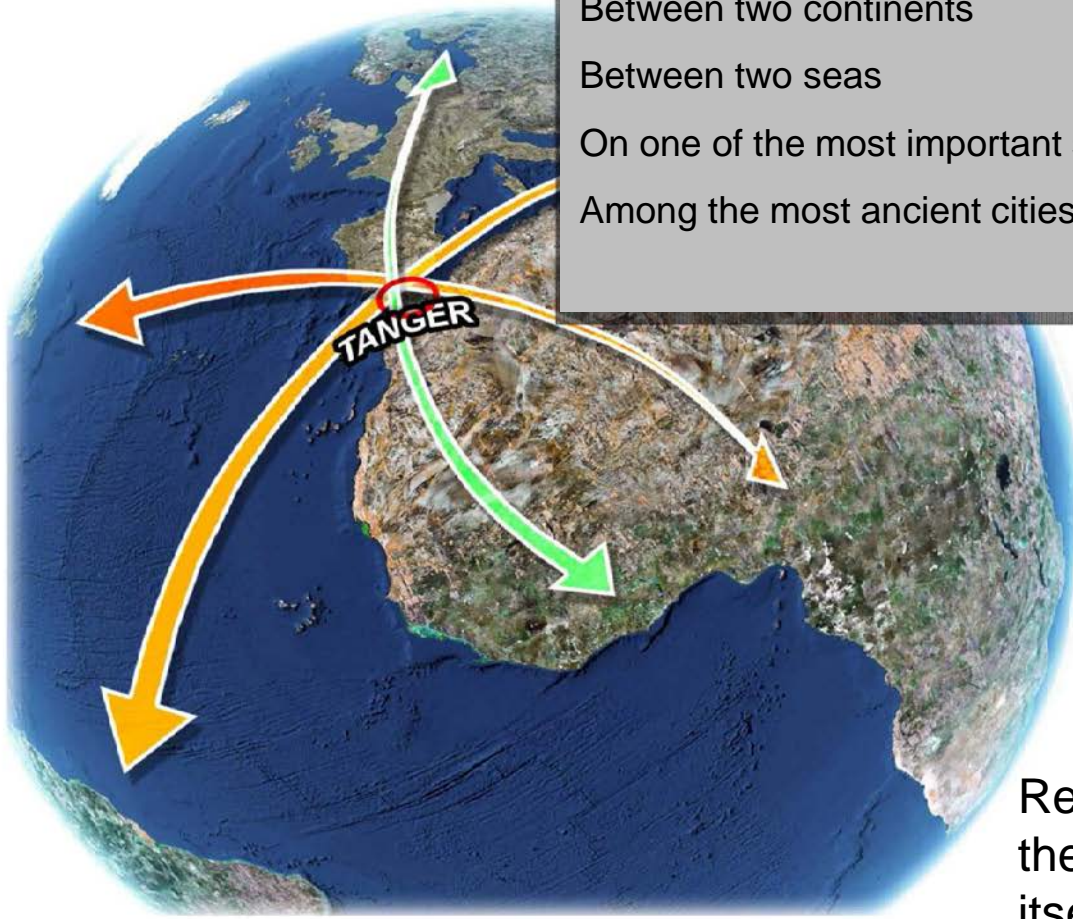 Between two continents
Between two seas
On one of the most important
Among the most ancient cities
TANGER
the